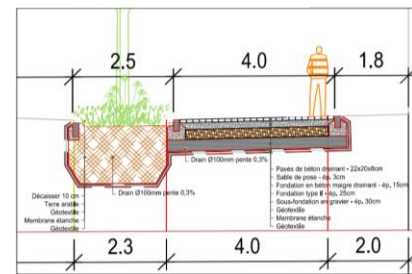 2.5
4.0
1.8
Drain Ø100mm pente 0,3%
Pavés de béton drainant - 22x20x8cm
Sable de pose - ép, 3cm
Fondation en béton maigre drainant - ép, 15cm
Fondation type II - ép, 25cm
Sous-fondation en gravier - ép, 30cm
Géotextile
Membrane étanche
Géotextile
Décaisser 10 cm
Drain Ø100mm pente 0,3%
Terre arable
Géotextile
Membrane étanche
Géotextile
2.3
4.0
2.0